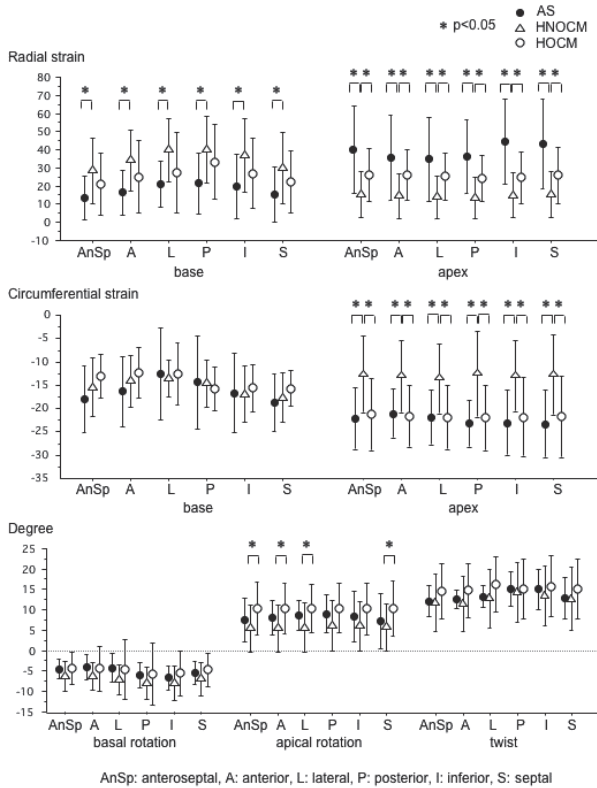 ● AS
* p<0.05 △ HNOCM
○ HOCM
Radial strain
80
70
60
50
40
30
20
10
0
-10
* * * * * * * * * * * * * * * * * *
AnSp A L P I S AnSp A L P I S
base apex
Circumferential strain
0
-5
-10
-15
-20
-25
-30
-35
* * * * * * * * * * * *
AnSp A L P I S AnSp A L P I S
base apex
Degree
25
20
15
10
5
0
-5
-10
-15
* * * *
AnSp A L P I S AnSp A L P I S AnSp A L P I S
basal rotation apical rotation twist
AnSp: anteroseptal, A: anterior, L: lateral, P: posterior, I: inferior, S: septal